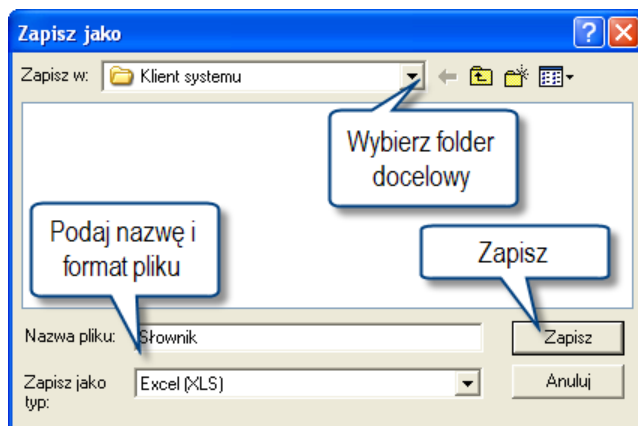 Zapisz jako
Zapisz w: Klient systemu
Wybierz folder
docelowy
Podaj nazwę i
format pliku
Zapisz
Nazwa pliku: Słownik
Zapisz
Zapisz jako
typ:
Excel (XLS)
Anuluj